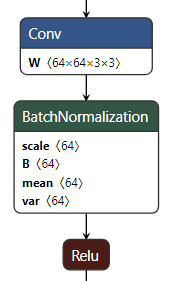 Conv
W ⟨64×64×3×3⟩
BatchNormalization
scale ⟨64⟩
B ⟨64⟩
mean ⟨64⟩
var ⟨64⟩
Relu